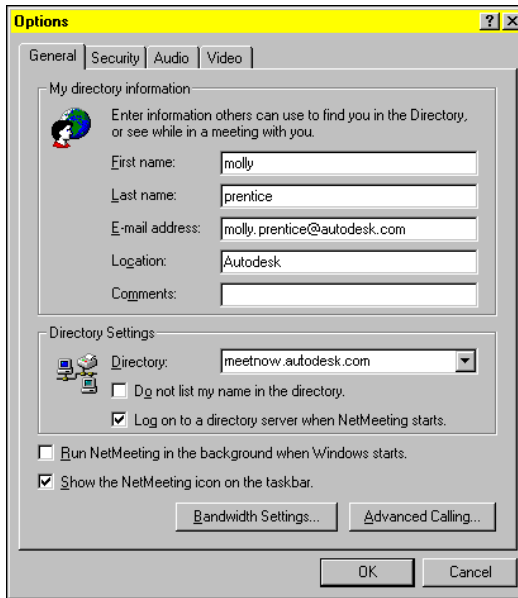 Options
General Security Audio Video
My directory information
Enter information others can use to find you in the Directory,
or see while in a meeting with you.
First name: molly
Last name: prentice
E-mail address: molly.prentice@autodesk.com
Location: Autodesk
Comments:
Directory Settings
Directory: meetnow.autodesk.com
Do not list my name in the directory.
Log on to a directory server when NetMeeting starts.
Run NetMeeting in the background when Windows starts.
Show the NetMeeting icon on the taskbar.
Bandwidth Settings... Advanced Calling...
OK Cancel